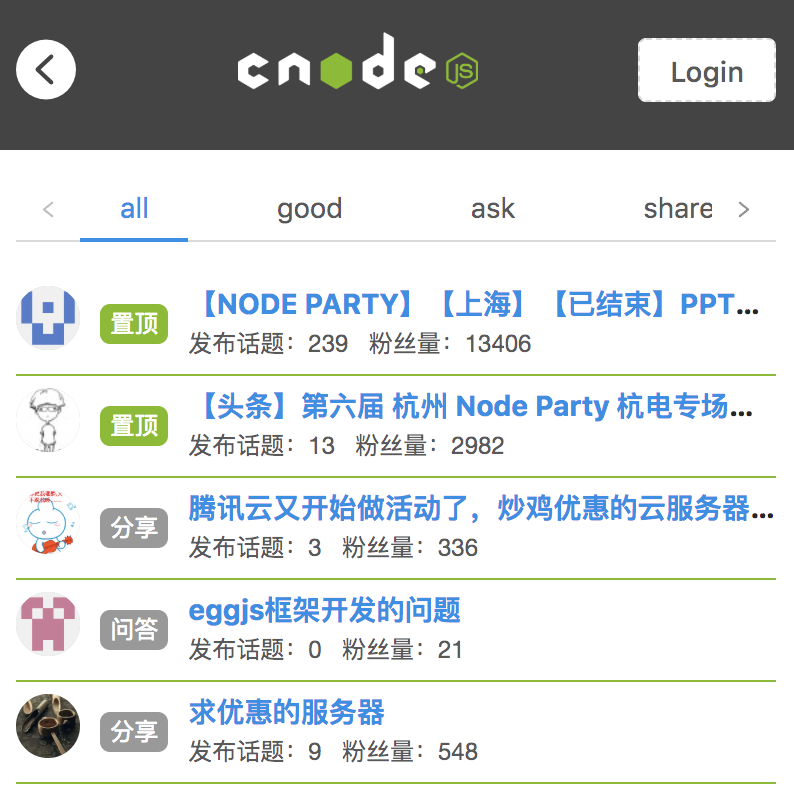 cnode JS
Login
all good ask share
置顶
【NODE PARTY】【上海】【已结束】PPT...
发布话题：239 粉丝量：13406
置顶
【头条】第六届 杭州 Node Party 杭电专场...
发布话题：13 粉丝量：2982
分享
腾讯云又开始做活动了，炒鸡优惠的云服务器...
发布话题：3 粉丝量：336
问答
eggjs框架开发的问题
发布话题：0 粉丝量：21
分享
求优惠的服务器
发布话题：9 粉丝量：548